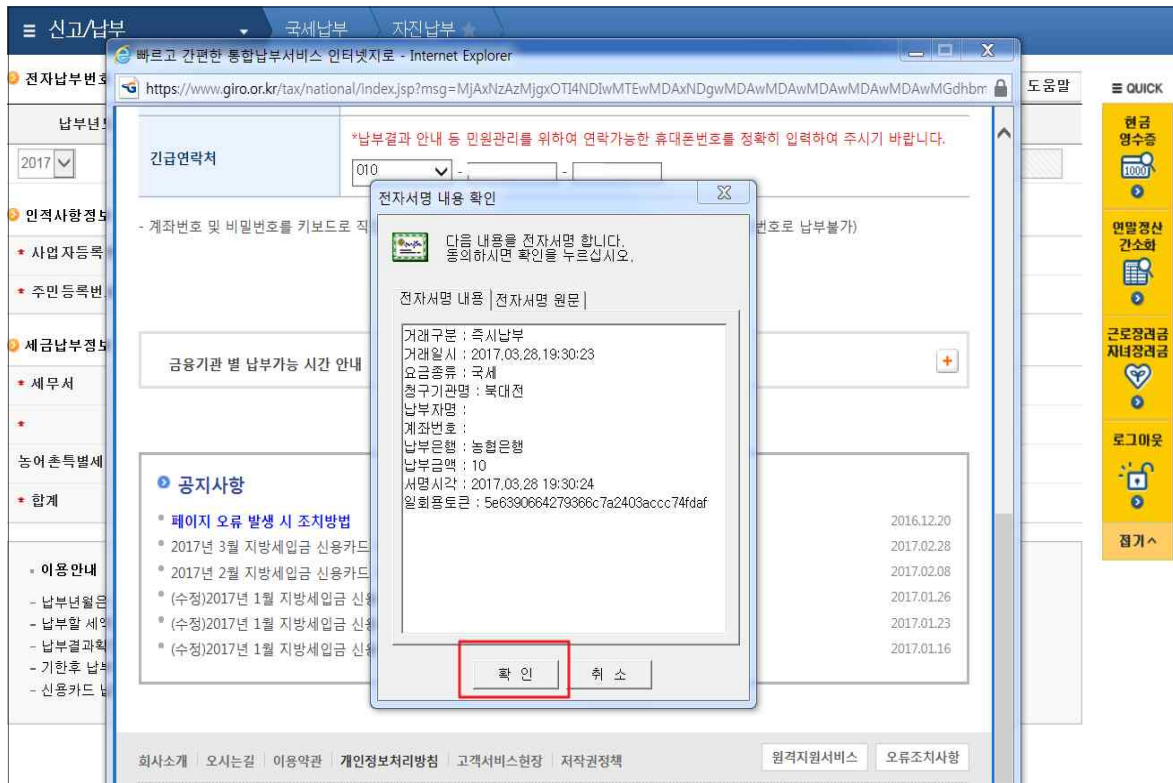 ≡ 신고/납부
국세납부
자진납부
빠르고 간편한 통합납부서비스 인터넷지로 - Internet Explorer
https://www.giro.or.kr/tax/national/index.jsp?msg=
전자납부번호
도움말
≡ QUICK
2017
*납부결과 안내 등 민원관리를 위하여 연락가능한 휴대폰번호를 정확히 입력하여 주시기 바랍니다.
긴급연락처
010
-
-
현금
영수증
1000
인적사항정보
- 계좌번호 및 비밀번호를 키보드로 직
번호로 납부불가)
* 사업자등록
* 주민등록번
연말정산
간소화
전자서명 내용 확인
다음 내용을 전자서명 합니다.
동의하시면 확인을 누르십시오.
전자서명 내용
전자서명 원문
거래구분 : 즉시납부
거래일시 : 2017.03.28.19:30:23
요금종류 : 국세
청구기관명 : 북대전
납부자명 :
계좌번호 :
납부은행 : 농협은행
납부금액 : 10
서명시각 : 2017.03.28 19:30:24
일회용토큰 : 5e6390664279366c7a2403accc74fdaf
확 인
취 소
세금납부정보
* 세무서
*
농어촌특별세
* 합계
금융기관 별 납부가능 시간 안내
+
근로장려금
자녀장려금
로그아웃
접기
공지사항
페이지 오류 발생 시 조치방법
2016.12.20
2017년 3월 지방세입금 신용카드
2017.02.28
2017년 2월 지방세입금 신용카드
2017.02.08
(수정)2017년 1월 지방세입금 신용
2017.01.26
(수정)2017년 1월 지방세입금 신용
2017.01.23
(수정)2017년 1월 지방세입금 신용
2017.01.16
이용안내
- 납부년월은
- 납부할 세액
- 납부결과확
- 기한후 납부
- 신용카드
회사소개
오시는길
이용약관
개인정보처리방침
고객서비스헌장
저작권정책
원격지원서비스
오류조치사항